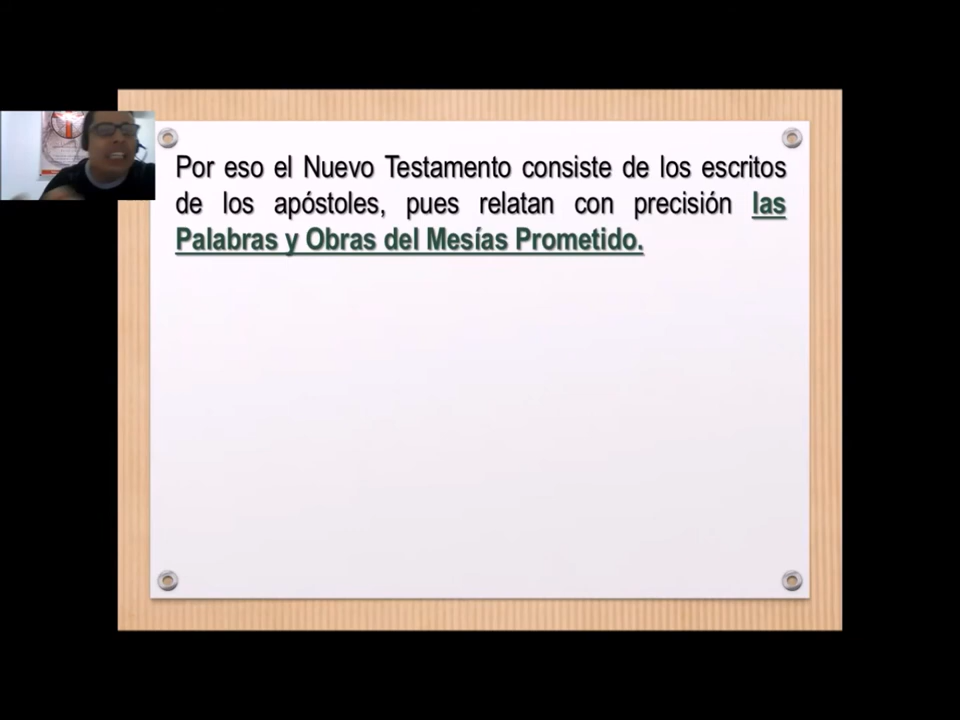 Por eso el Nuevo Testamento consiste de los escritos
de los apóstoles, pues relatan con precisión las
Palabras y Obras del Mesías Prometido.